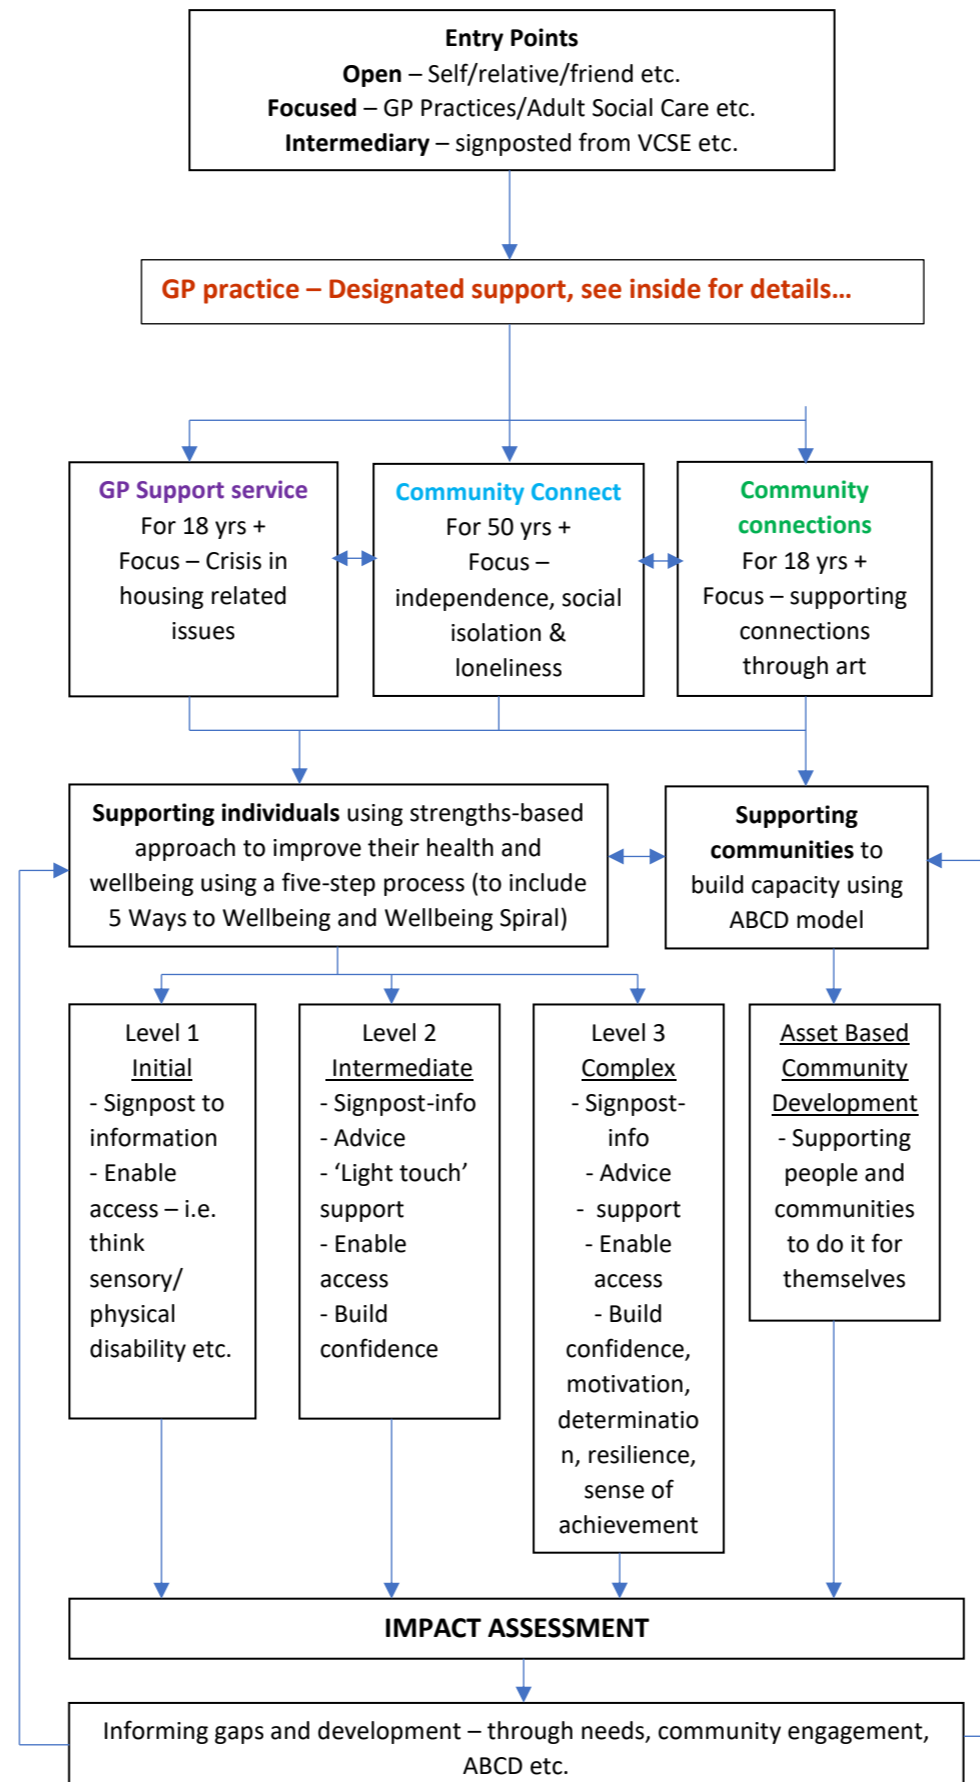 Entry Points
Open – Self/relative/friend etc.
Focused – GP Practices/Adult Social Care etc.
Intermediary – signposted from VCSE etc.
GP practice – Designated support, see inside for details...
GP Support service
For 18 yrs +
Focus – Crisis in
housing related
issues
Community Connect
For 50 yrs +
Focus –
independence, social
isolation &
loneliness
Community
connections
For 18 yrs +
Focus – supporting
connections
through art
Supporting individuals using strengths-based
approach to improve their health and
wellbeing using a five-step process (to include
5 Ways to Wellbeing and Wellbeing Spiral)
Supporting
communities to
build capacity using
ABCD model
Level 1
Initial
- Signpost to
information
- Enable
access – i.e.
think
sensory/
physical
disability etc.
Level 2
Intermediate
- Signpost-info
- Advice
- ‘Light touch’
support
- Enable
access
- Build
confidence
Level 3
Complex
- Signpost-
info
- Advice
- support
- Enable
access
- Build
confidence,
motivation,
determinatio
n, resilience,
sense of
achievement
Asset Based
Community
Development
- Supporting
people and
communities
to do it for
themselves
IMPACT ASSESSMENT
Informing gaps and development – through needs, community engagement,
ABCD etc.